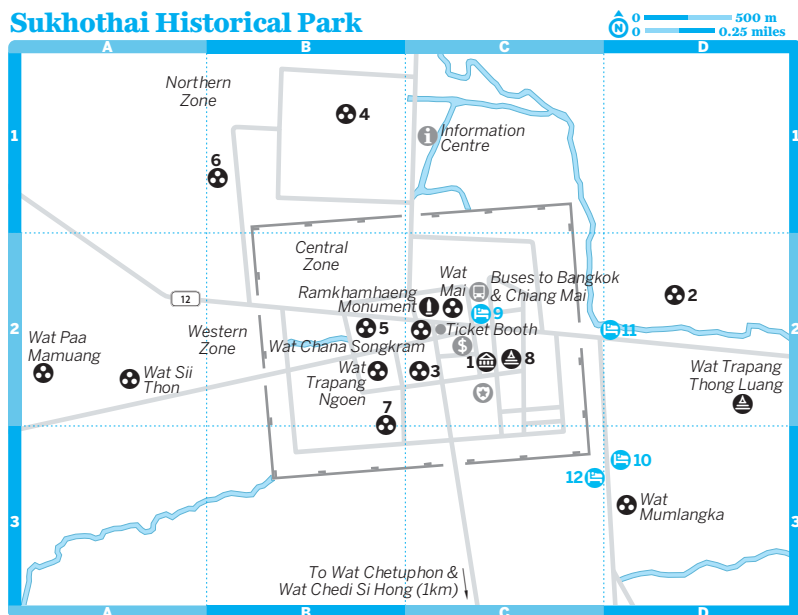 Sukhothai Historical Park
0 500 m
N
0 0.25 miles
A B C D
Northern
Zone
4
Information
Centre
1 1
6
Central
Zone
Wat
Mai
Buses to Bangkok
& Chiang Mai
Ramkhamhaeng
Monument
12
9
2
2 2
Wat Paa
Mamuang
Western
Zone
5
Ticket Booth
11
Wat Chana Songkram
$
Wat Sii
Thon
Wat
Trapang
Ngoen
3
1
8
Wat Trapang
Thong Luang
7
10
12
Wat
Mumlangka
3 3
To Wat Chetuphon &
Wat Chedi Si Hong (1km)
A B C D